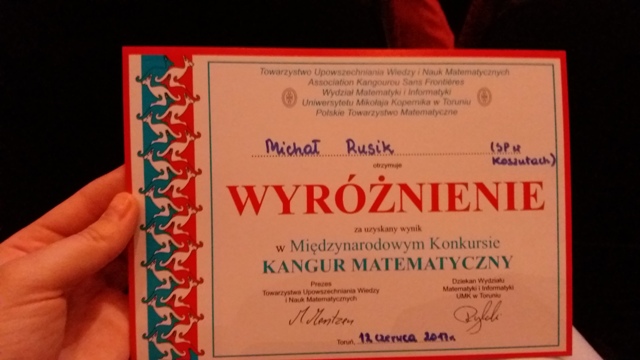 Towarzystwo Upowszechniania Wiedzy i Nauk Matematycznych
Association Kangourou Sans Frontières
Wydział Matematyki i Informatyki
Uniwersytetu Mikołaja Kopernika w Toruniu
Polskie Towarzystwo Matematyczne
Michał Rusik (SP w Koszutach)
otrzymuje
WYRÓŻNIENIE
za uzyskany wynik
w Międzynarodowym Konkursie
KANGUR MATEMATYCZNY
Prezes
Towarzystwa Upowszechniania Wiedzy
i Nauk Matematycznych
Dziekan Wydziału
Matematyki i Informatyki
UMK w Toruniu
Toruń, 12 czerwca 2017r.